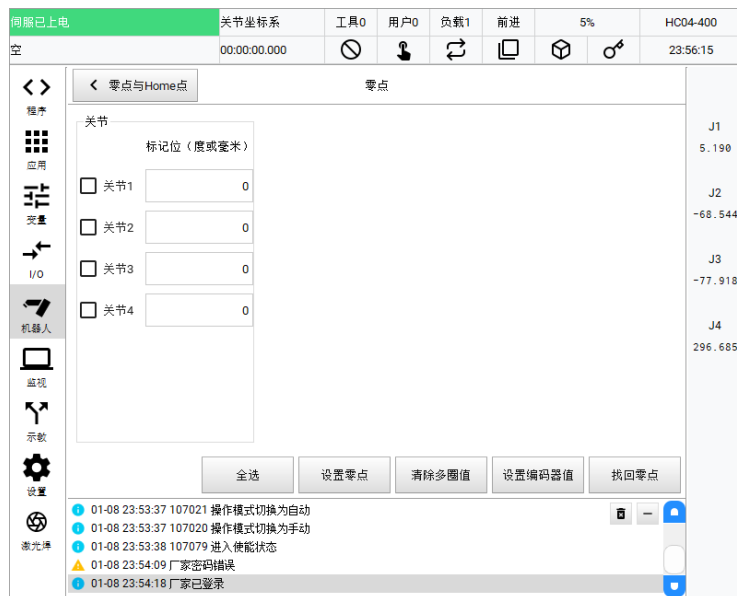 伺服已上电 关节坐标系 工具0 用户0 负载1 前进 5% HC04-400
空 00:00:00.000 23:56:15
程序
应用
变量
I/O
机器人
监视
示教
设置
激光焊
零点与Home点 零点
关节
标记位（度或毫米）
关节1 0
关节2 0
关节3 0
关节4 0
全选 设置零点 清除多圈值 设置编码器值 找回零点
J1
5.190
J2
-68.544
J3
-77.918
J4
296.685
01-08 23:53:37 107021 操作模式切换为自动
01-08 23:53:37 107020 操作模式切换为手动
01-08 23:53:38 107079 进入使能状态
01-08 23:54:09 厂家密码错误
01-08 23:54:18 厂家已登录